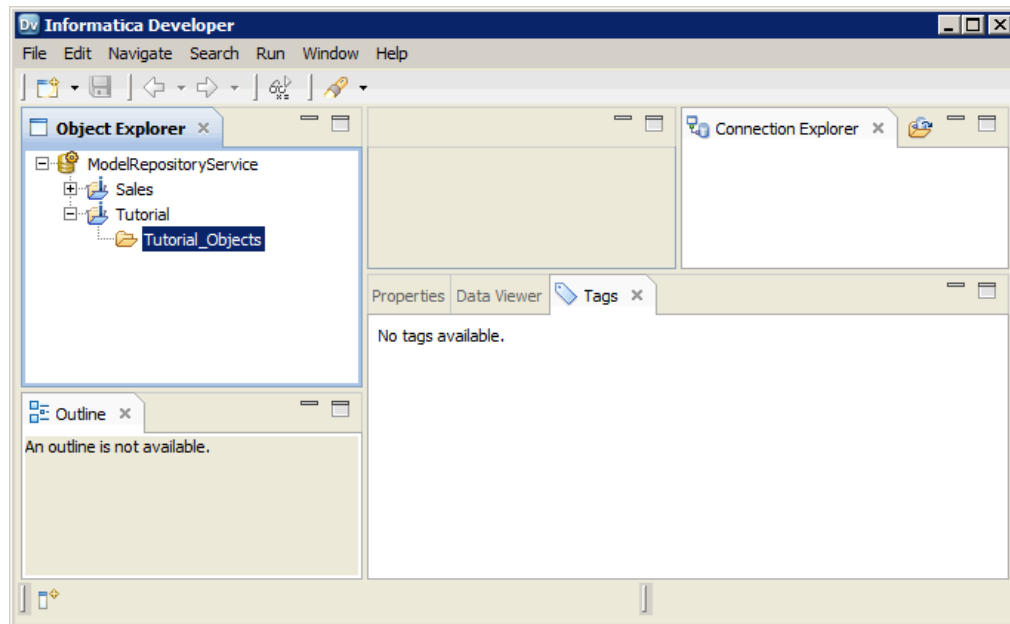 Dv Informatica Developer
File Edit Navigate Search Run Window Help
Object Explorer
Connection Explorer
ModelRepositoryService
Sales
Tutorial
Tutorial_Objects
Properties Data Viewer Tags
No tags available.
Outline
An outline is not available.